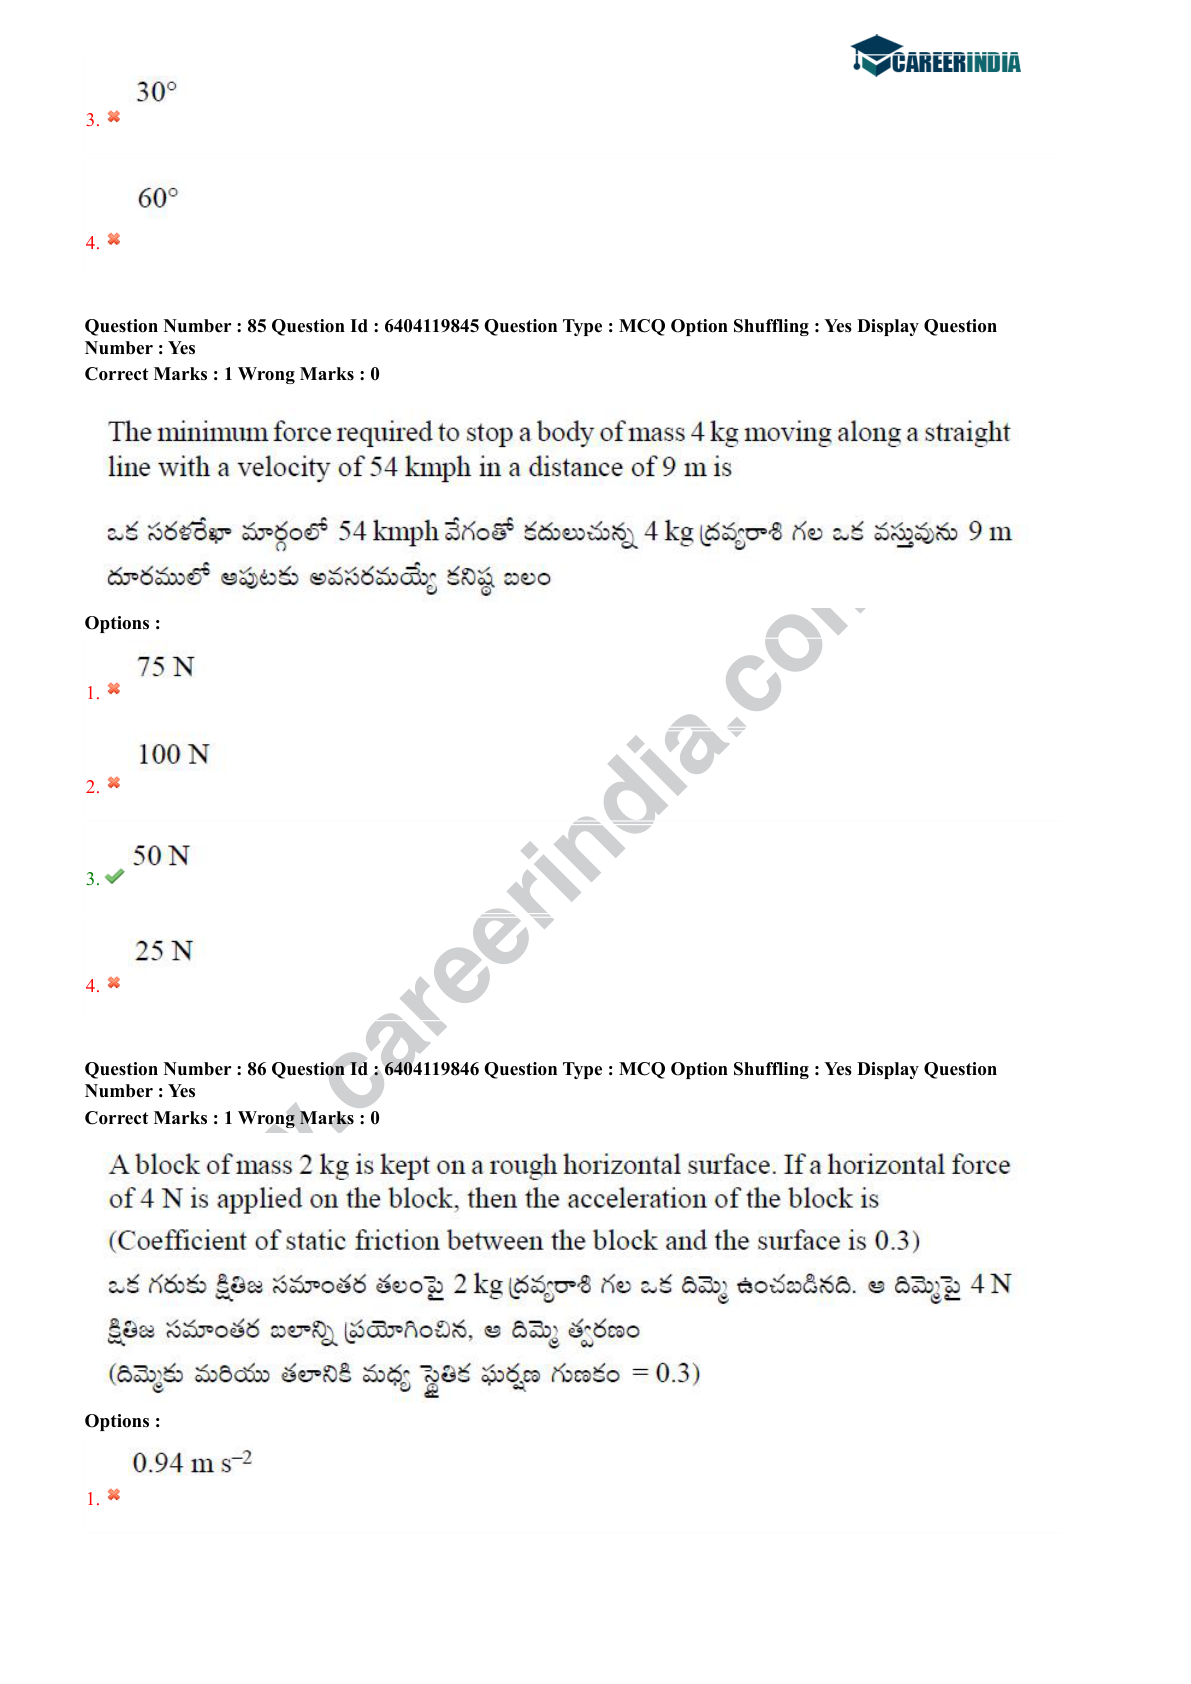 CAREERINDIA
30°
3.
60°
4.
Question Number : 85 Question Id : 6404119845 Question Type : MCQ Option Shuffling : Yes Display Question
Number : Yes
Correct Marks : 1 Wrong Marks : 0
The minimum force required to stop a body of mass 4 kg moving along a straight
line with a velocity of 54 kmph in a distance of 9 m is
ఒక సరళరేఖా మార్గంలో 54 kmph వేగంతో కదులుచున్న 4 kg ద్రవ్యరాశి గల ఒక వస్తువును 9 m
దూరములో ఆపుటకు అవసరమయ్యే కనిష్ఠ బలం
Options :
75 N
1.
100 N
2.
50 N
3.
25 N
4.
Question Number : 86 Question Id : 6404119846 Question Type : MCQ Option Shuffling : Yes Display Question
Number : Yes
Correct Marks : 1 Wrong Marks : 0
A block of mass 2 kg is kept on a rough horizontal surface. If a horizontal force
of 4 N is applied on the block, then the acceleration of the block is
(Coefficient of static friction between the block and the surface is 0.3)
ఒక గరుకు క్షితిజ సమాంతర తలంపై 2 kg ద్రవ్యరాశి గల ఒక దిమ్మె ఉంచబడినది. ఆ దిమ్మెపై 4 N
క్షితిజ సమాంతర బలాన్ని ప్రయోగించిన, ఆ దిమ్మె త్వరణం
(దిమ్మెకు మరియు తలానికి మధ్య స్థైతిక ఘర్షణ గుణకం = 0.3)
Options :
0.94 m s⁻²
1.
.careerindia.com